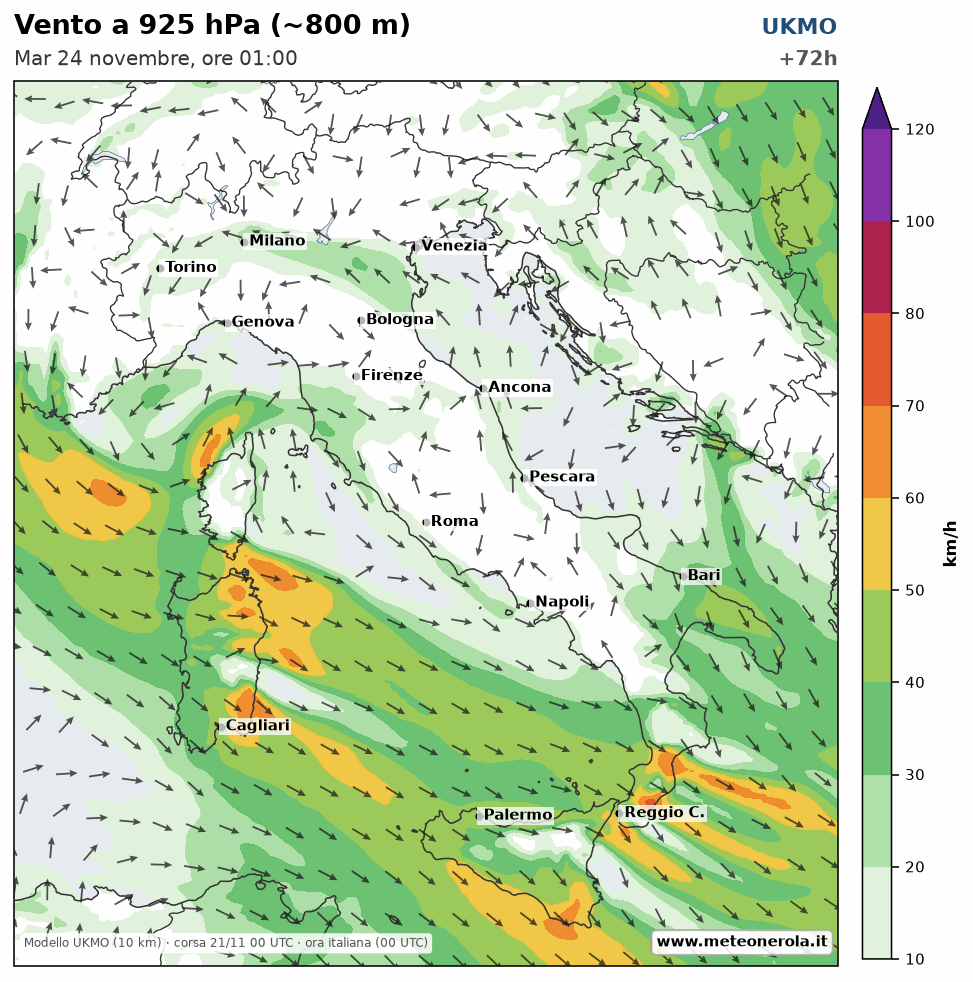 Vento a 925 hPa (~800 m)
UKMO
Mar 24 novembre, ore 01:00
+72h
Milano
Venezia
Torino
Genova
Bologna
Firenze
Ancona
Pescara
Roma
Bari
Napoli
Cagliari
Palermo
Reggio C.
Modello UKMO (10 km) · corsa 21/11 00 UTC · ora italiana (00 UTC)
www.meteonerola.it
120
100
80
70
60
50
40
30
20
10
km/h